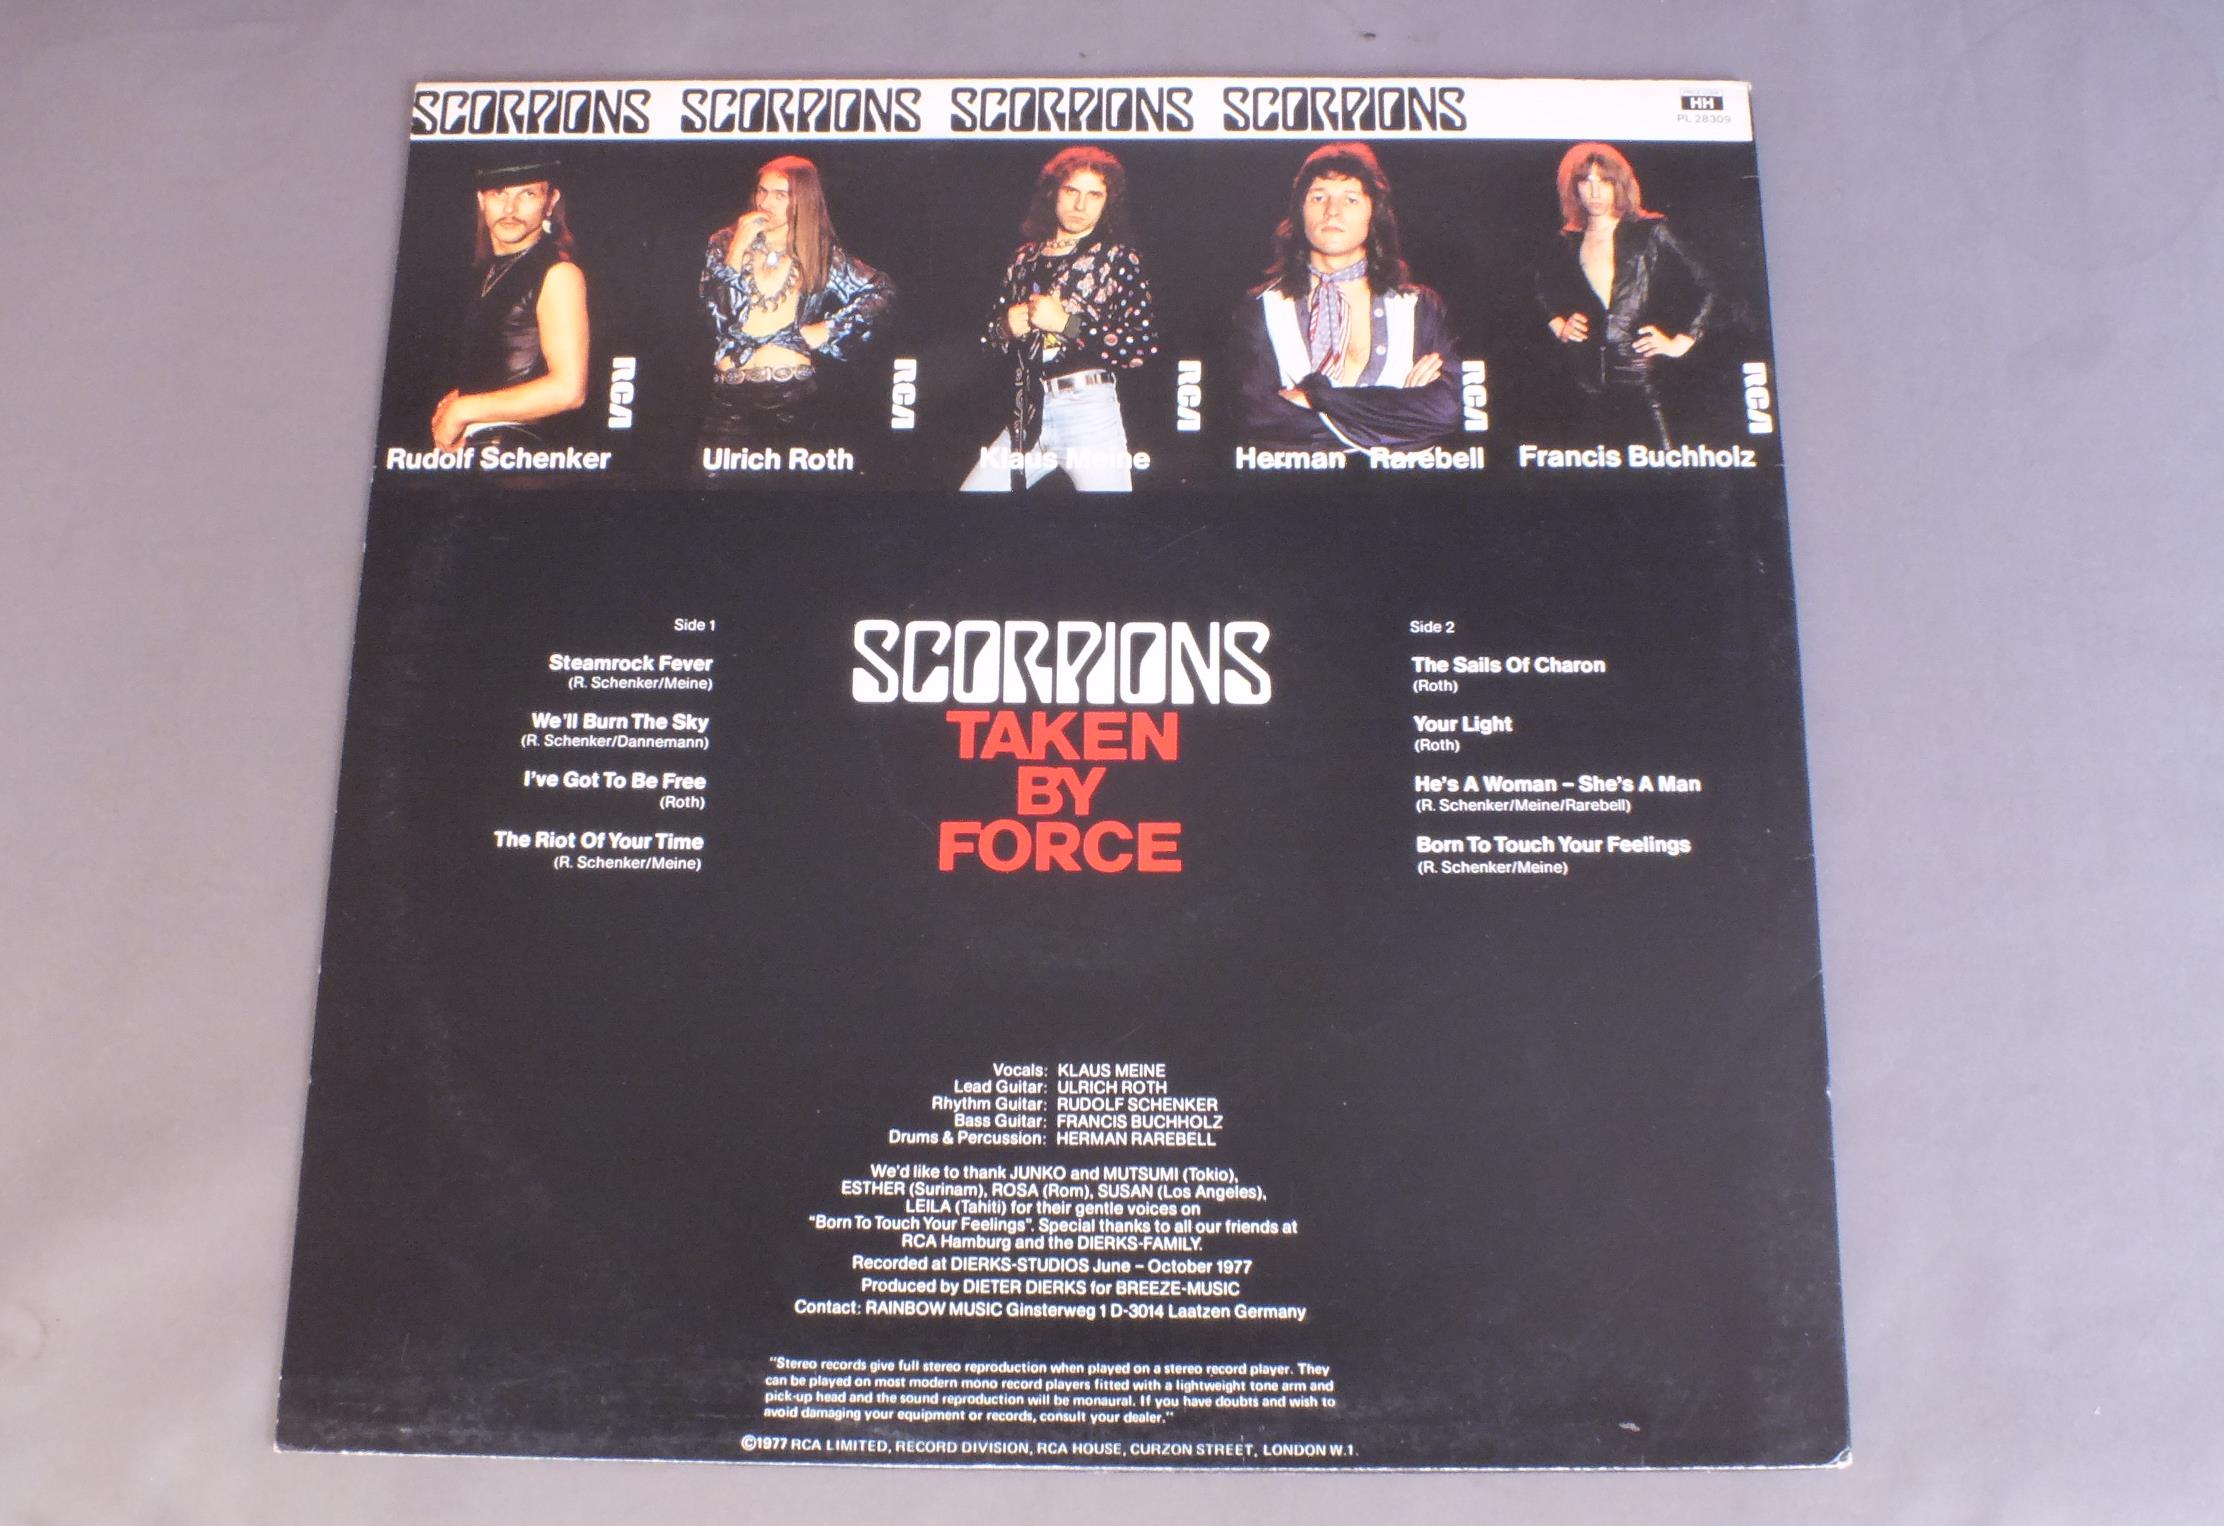 SCORPIONS SCORPIONS SCORPIONS SCORPIONS
HH
PL 28309
RCA RCA RCA RCA RCA
Rudolf Schenker Ulrich Roth Klaus Meine Herman Rarebell Francis Buchholz
SCORPIONS
TAKEN
BY
FORCE
Side 1
Steamrock Fever
(R. Schenker/Meine)
We'll Burn The Sky
(R. Schenker/Dannemann)
I've Got To Be Free
(Roth)
The Riot Of Your Time
(R. Schenker/Meine)
Side 2
The Sails Of Charon
(Roth)
Your Light
(Roth)
He's A Woman – She's A Man
(R. Schenker/Meine/Rarebell)
Born To Touch Your Feelings
(R. Schenker/Meine)
Vocals: KLAUS MEINE
Lead Guitar: ULRICH ROTH
Rhythm Guitar: RUDOLF SCHENKER
Bass Guitar: FRANCIS BUCHHOLZ
Drums & Percussion: HERMAN RAREBELL
We'd like to thank JUNKO and MUTSUMI (Tokio),
ESTHER (Surinam), ROSA (Rom), SUSAN (Los Angeles),
LEILA (Tahiti) for their gentle voices on
"Born To Touch Your Feelings". Special thanks to all our friends at
RCA Hamburg and the DIERKS-FAMILY.
Recorded at DIERKS-STUDIOS June – October 1977
Produced by DIETER DIERKS for BREEZE-MUSIC
Contact: RAINBOW MUSIC Ginsterweg 1 D-3014 Laatzen Germany
"Stereo records give full stereo reproduction when played on a stereo record player. They
can be played on most modern mono record players fitted with a lightweight tone arm and
pick-up head and the sound reproduction will be monaural. If you have doubts and wish to
avoid damaging your equipment or records, consult your dealer."
©1977 RCA LIMITED, RECORD DIVISION, RCA HOUSE, CURZON STREET, LONDON W.1.